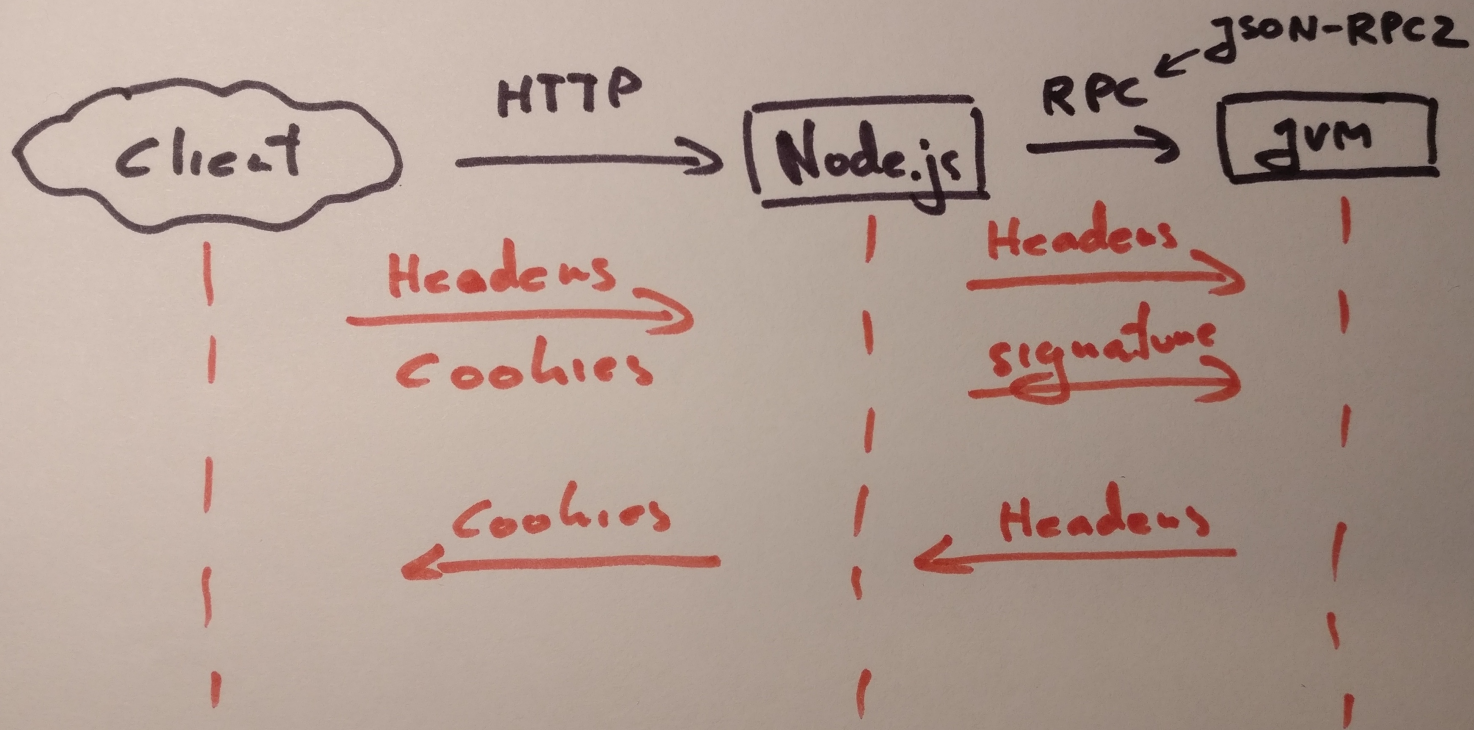 JSON-RPC2
HTTP
RPC
Client
Node.js
JVM
Headers
Headers
Cookies
signature
Cookies
Headers